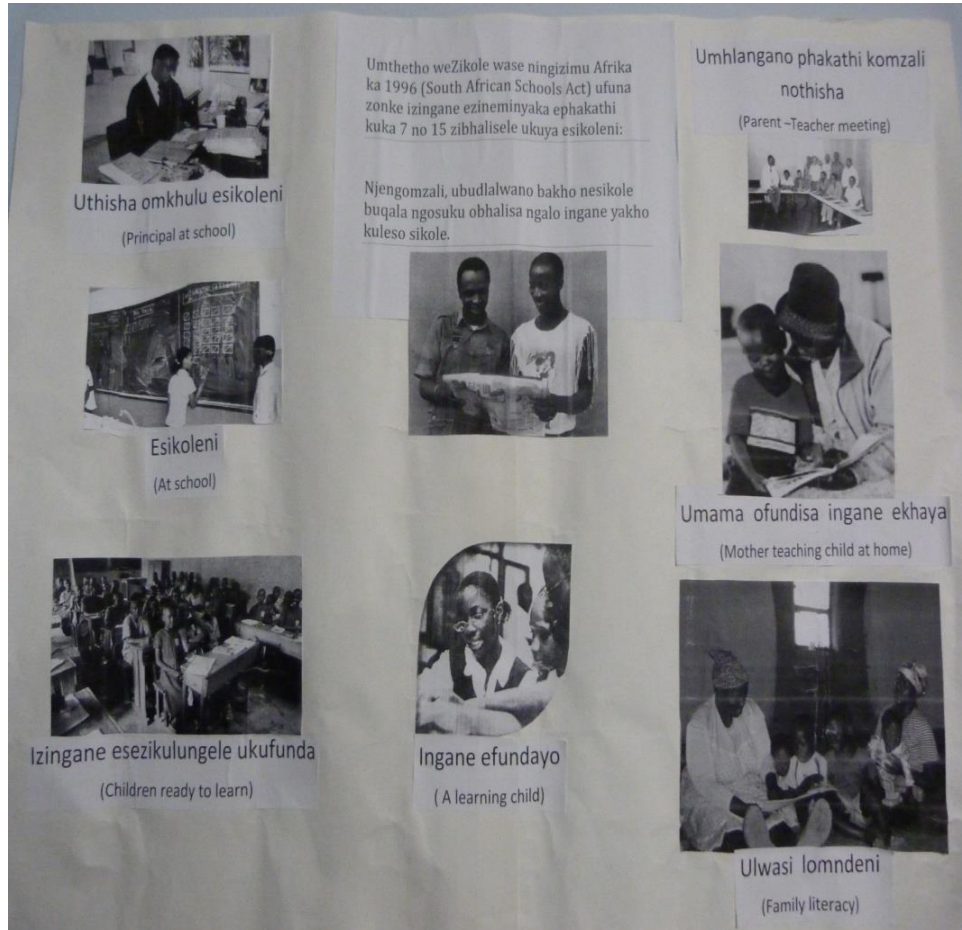 Uthisha omkhulu esikoleni
(Principal at school)
Esikoleni
(At school)
Izingane esezikulungele ukufunda
(Children ready to learn)
Umthetho weZikole wase ningizimu Afrika
ka 1996 (South African Schools Act) ufuna
zonke izingane ezineminyaka ephakathi
kuka 7 no 15 zibhalisele ukuya esikoleni:
Njengomzali, ubudlalwano bakho nesikole
buqala ngosuku obhalisa ngalo ingane yakho
kuleso sikole.
Ingane efundayo
( A learning child)
Umhlangano phakathi komzali
nothisha
(Parent –Teacher meeting)
Umama ofundisa ingane ekhaya
(Mother teaching child at home)
Ulwasi lomndeni
(Family literacy)